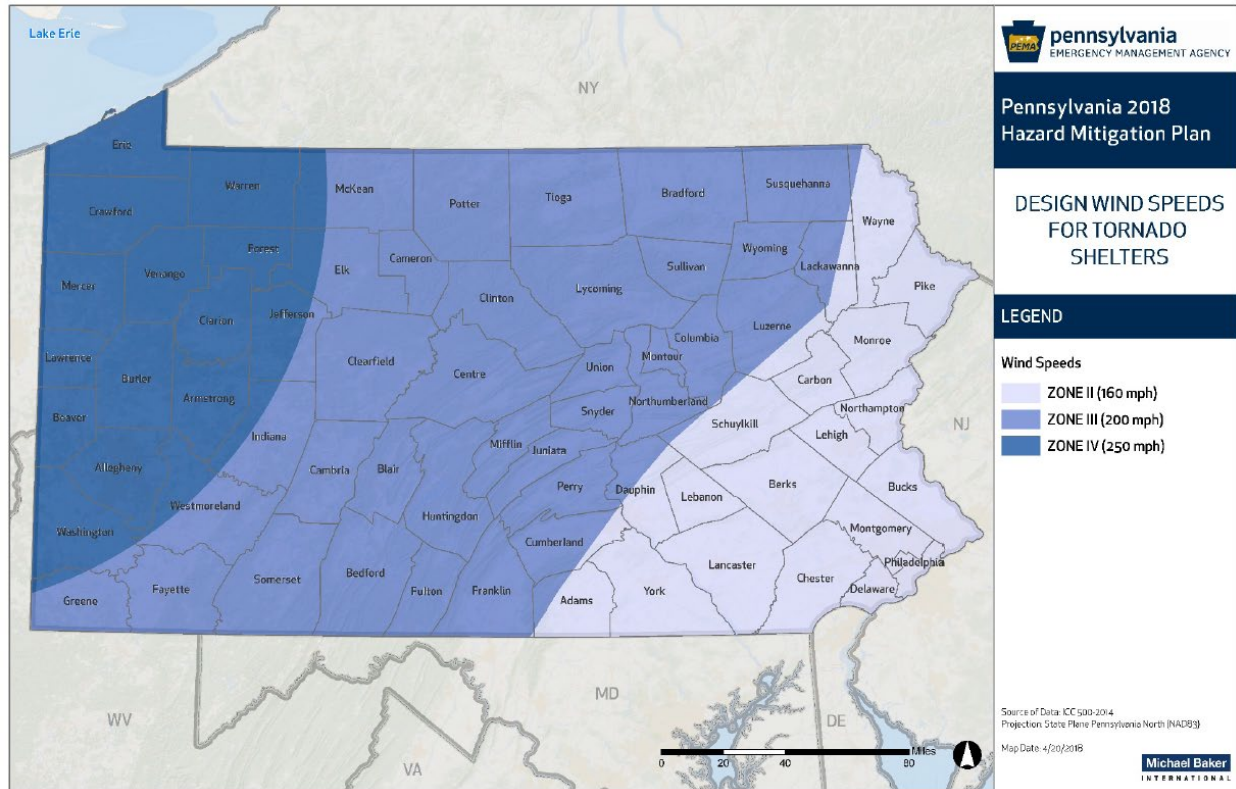 Lake Erie
NY
Erie
Warren
McKean
Potter
Tioga
Bradford
Susquehanna
Wayne
Crawford
Forest
Elk
Cameron
Sullivan
Wyoming
Lackawanna
Pike
Mercer
Venango
Clarion
Jefferson
Clinton
Lycoming
Columbia
Luzerne
Monroe
Lawrence
Butler
Armstrong
Clearfield
Centre
Union
Montour
Carbon
Beaver
Indiana
Snyder
Northumberland
Schuylkill
Northampton
NJ
Allegheny
Cambria
Blair
Mifflin
Juniata
Lehigh
Westmoreland
Huntingdon
Perry
Dauphin
Lebanon
Berks
Bucks
Washington
Cumberland
Montgomery
Greene
Fayette
Somerset
Bedford
Fulton
Franklin
Adams
York
Lancaster
Chester
Philadelphia
Delaware
WV
VA
MD
DE
Miles
0 20 40 80
PEMA
pennsylvania
EMERGENCY MANAGEMENT AGENCY
Pennsylvania 2018
Hazard Mitigation Plan
DESIGN WIND SPEEDS
FOR TORNADO
SHELTERS
LEGEND
Wind Speeds
ZONE II (160 mph)
ZONE III (200 mph)
ZONE IV (250 mph)
Source of Data: ICC 500-2014
Projection: State Plane Pennsylvania North (NAD83)
Map Date: 4/20/2018
Michael Baker
INTERNATIONAL